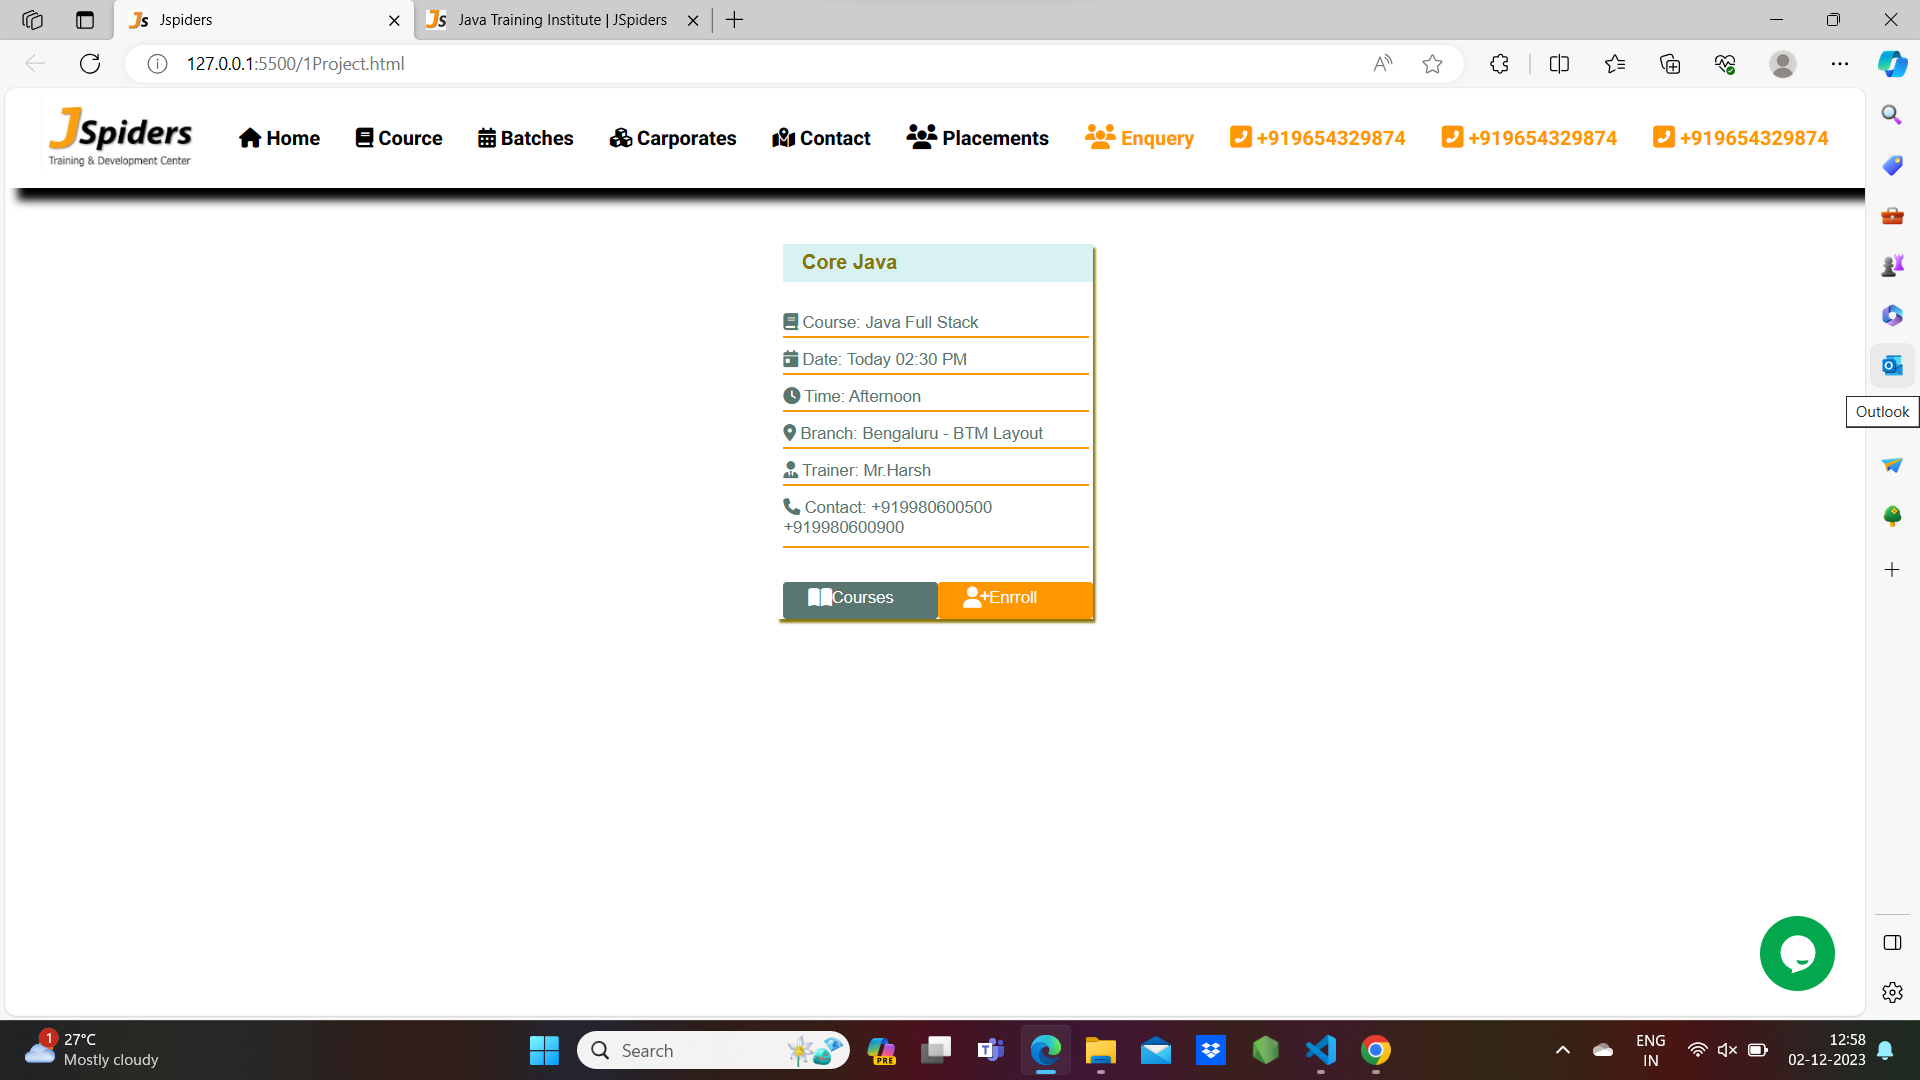 Jspiders
Java Training Institute | JSpiders
127.0.0.1:5500/1Project.html
JSpiders
Training & Development Center
Home
Cource
Batches
Carporates
Contact
Placements
Enquery
+919654329874
+919654329874
+919654329874
Core Java
Course: Java Full Stack
Date: Today 02:30 PM
Time: Afternoon
Branch: Bengaluru - BTM Layout
Trainer: Mr.Harsh
Contact: +919980600500
+919980600900
Courses
Enrroll
Outlook
1
27°C
Mostly cloudy
Search
PRE
ENG
IN
12:58
02-12-2023